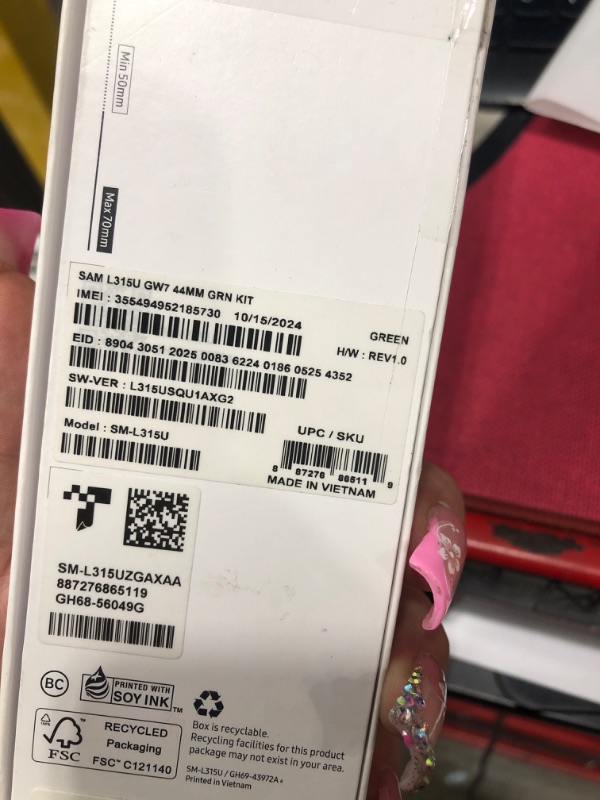 Min 50mm
Max 70mm
SAM L315U GW7 44MM GRN KIT
IMEI : 355494952185730 10/15/2024
GREEN
EID : 8904 3051 2025 0083 6224 0186 0525 4352
H/W : REV1.0
SW-VER : L315USQU1AXG2
Model : SM-L315U
UPC / SKU
8 87276 86511 9
MADE IN VIETNAM
SM-L315UZGAXAA
887276865119
GH68-56049G
BC
PRINTED WITH
SOY INK™
FSC™
RECYCLED
Packaging
FSC™ C121140
Box is recyclable.
Recycling facilities for this product
package may not exist in your area.
SM-L315U / GH69-43972A
Printed in Vietnam